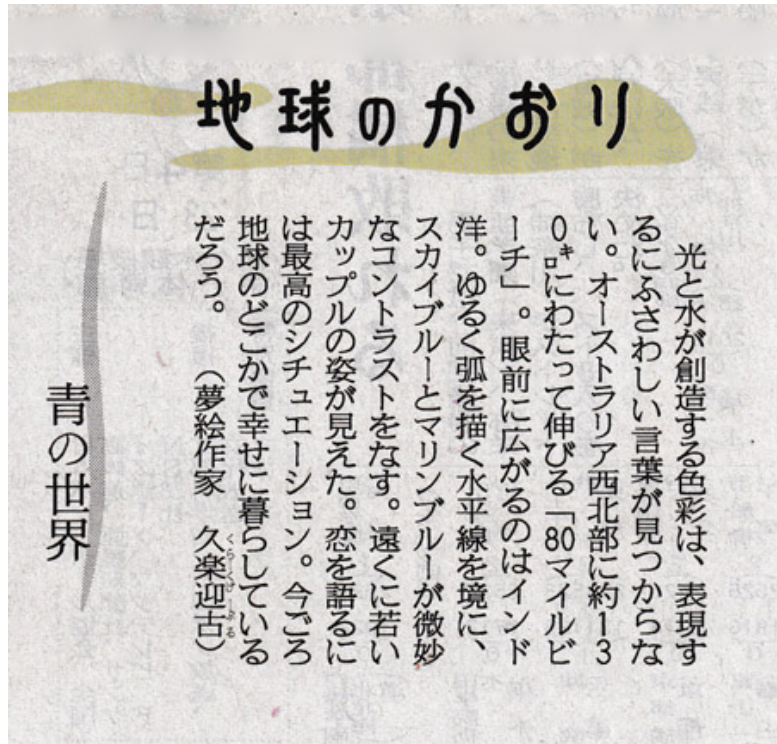 地球のかおり
青の世界
　光と水が創造する色彩は、表現す
るにふさわしい言葉が見つからな
い。オーストラリア西北部に約13
0㌔にわたって伸びる「80マイルビ
ーチ」。眼前に広がるのはインド
洋。ゆるく弧を描く水平線を境に、
スカイブルーとマリンブルーが微妙
なコントラストをなす。遠くに若い
カップルの姿が見えた。恋を語るに
は最高のシチュエーション。今ごろ
地球のどこかで幸せに暮らしている
だろう。　（夢絵作家　久楽迎古）